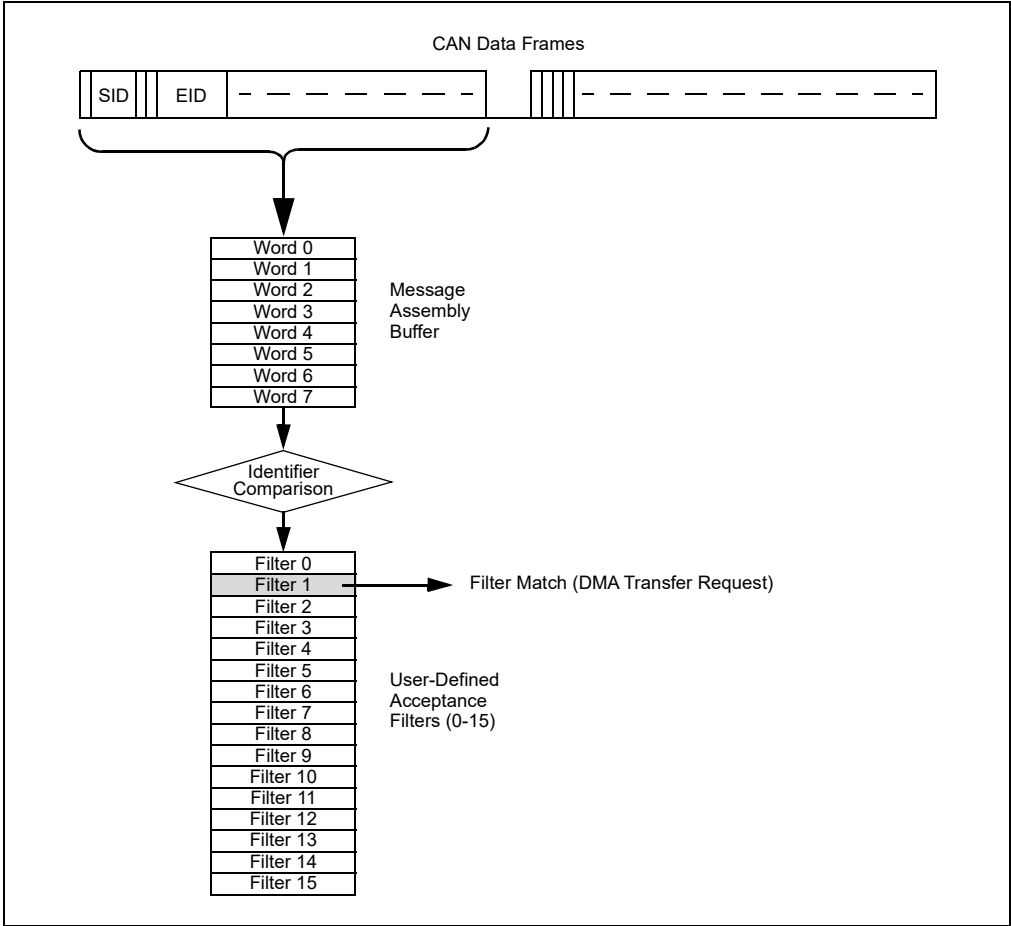 CAN Data Frames
SID
EID
Word 0
Word 1
Word 2
Word 3
Word 4
Word 5
Word 6
Word 7
Message
Assembly
Buffer
Identifier
Comparison
Filter 0
Filter 1
Filter Match (DMA Transfer Request)
Filter 2
Filter 3
Filter 4
Filter 5
Filter 6
Filter 7
Filter 8
Filter 9
Filter 10
Filter 11
Filter 12
Filter 13
Filter 14
Filter 15
User-Defined
Acceptance
Filters (0-15)